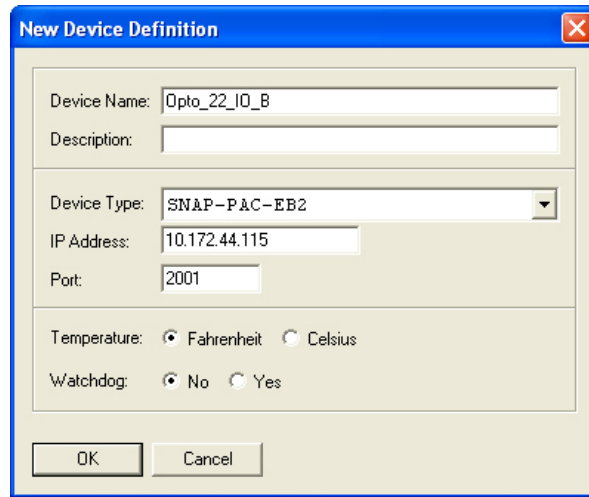 New Device Definition
Device Name: Opto_22_IO_B
Description:
Device Type: SNAP-PAC-EB2
IP Address: 10.172.44.115
Port: 2001
Temperature: Fahrenheit Celsius
Watchdog: No Yes
OK Cancel